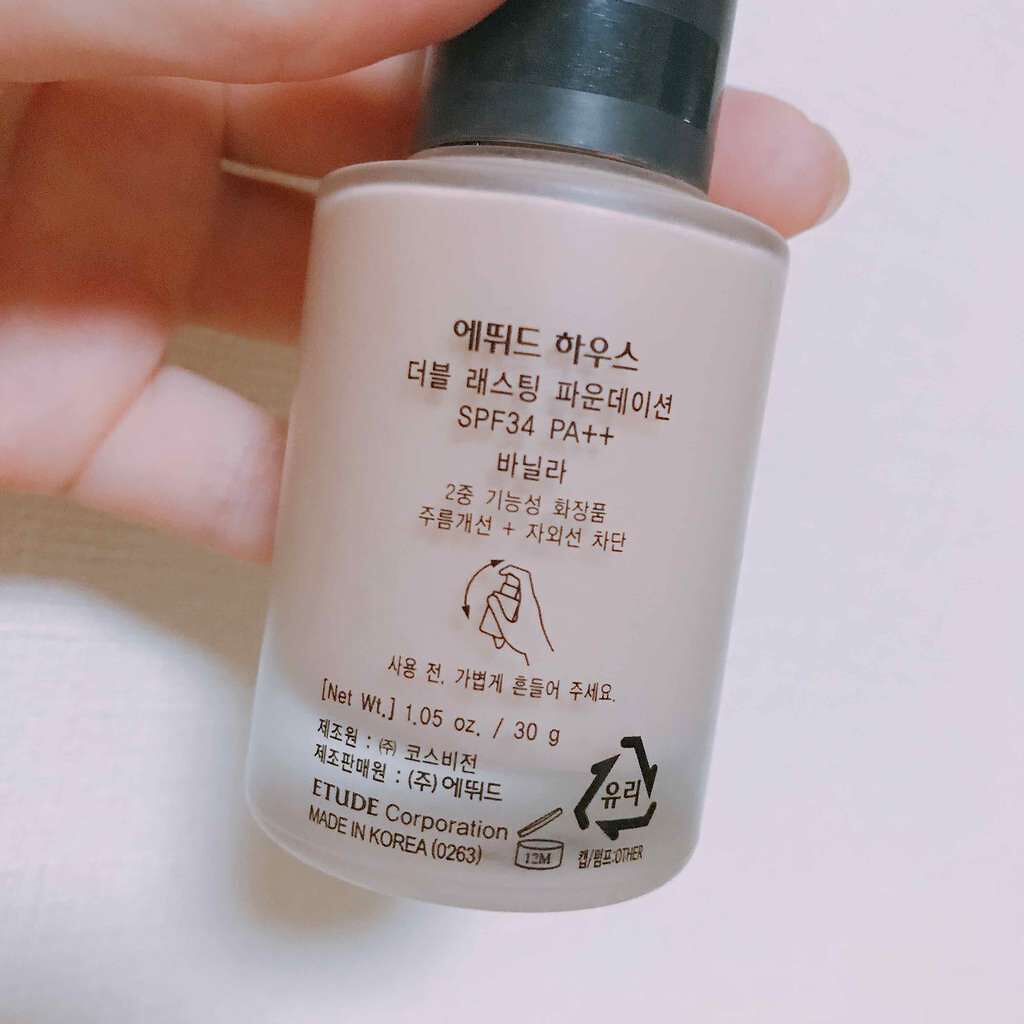 에뛰드 하우스
더블 래스팅 파운데이션
SPF34 PA++
바닐라
2중 기능성 화장품
주름개선 + 자외선 차단
사용 전, 가볍게 흔들어 주세요.
[Net Wt.] 1.05 oz. / 30 g
제조원 : ㈜ 코스비전
제조판매원 : (주)에뛰드
ETUDE Corporation
MADE IN KOREA (0263)
12M
유리
캡/펌프:OTHER